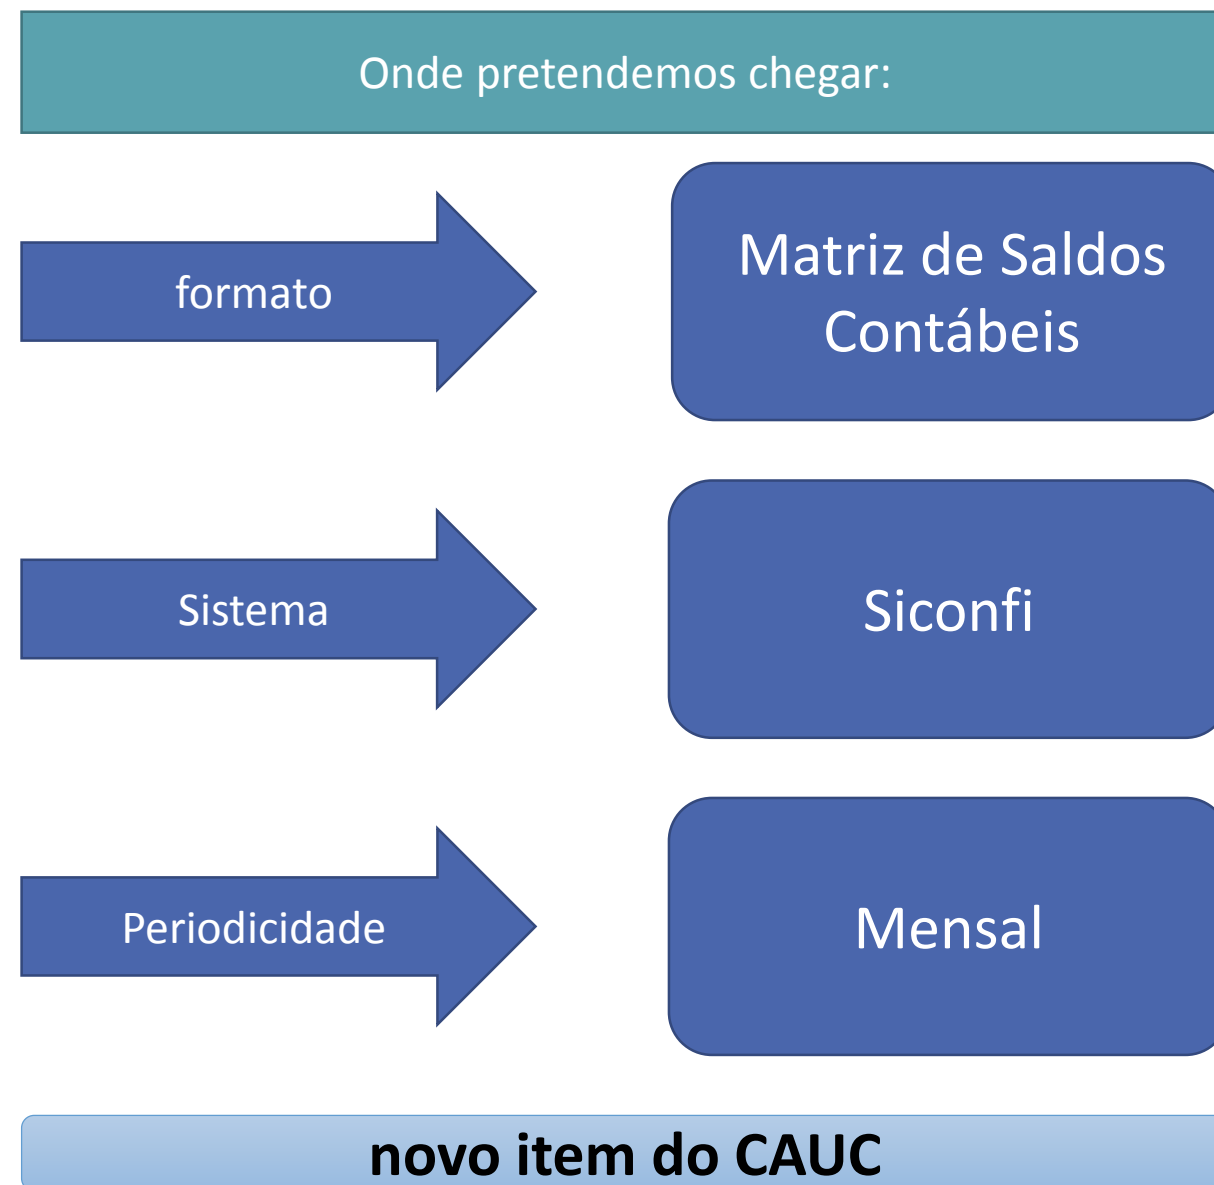 Onde pretendemos chegar:
formato
Matriz de Saldos
Contábeis
Sistema
Siconfi
Periodicidade
Mensal
novo item do CAUC